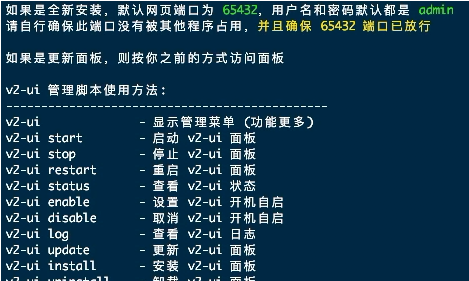 如果是全新安装，默认网页端口为 65432，用户名和密码默认都是 admin
请自行确保此端口没有被其他程序占用，并且确保 65432 端口已放行
如果是更新面板，则按你之前的方式访问面板
v2-ui 管理脚本使用方法:
----------------------------------------------
v2-ui - 显示管理菜单 (功能更多)
v2-ui start - 启动 v2-ui 面板
v2-ui stop - 停止 v2-ui 面板
v2-ui restart - 重启 v2-ui 面板
v2-ui status - 查看 v2-ui 状态
v2-ui enable - 设置 v2-ui 开机自启
v2-ui disable - 取消 v2-ui 开机自启
v2-ui log - 查看 v2-ui 日志
v2-ui update - 更新 v2-ui 面板
v2-ui install - 安装 v2-ui 面板
v2-ui uninstall - 卸载 v2-ui 面板